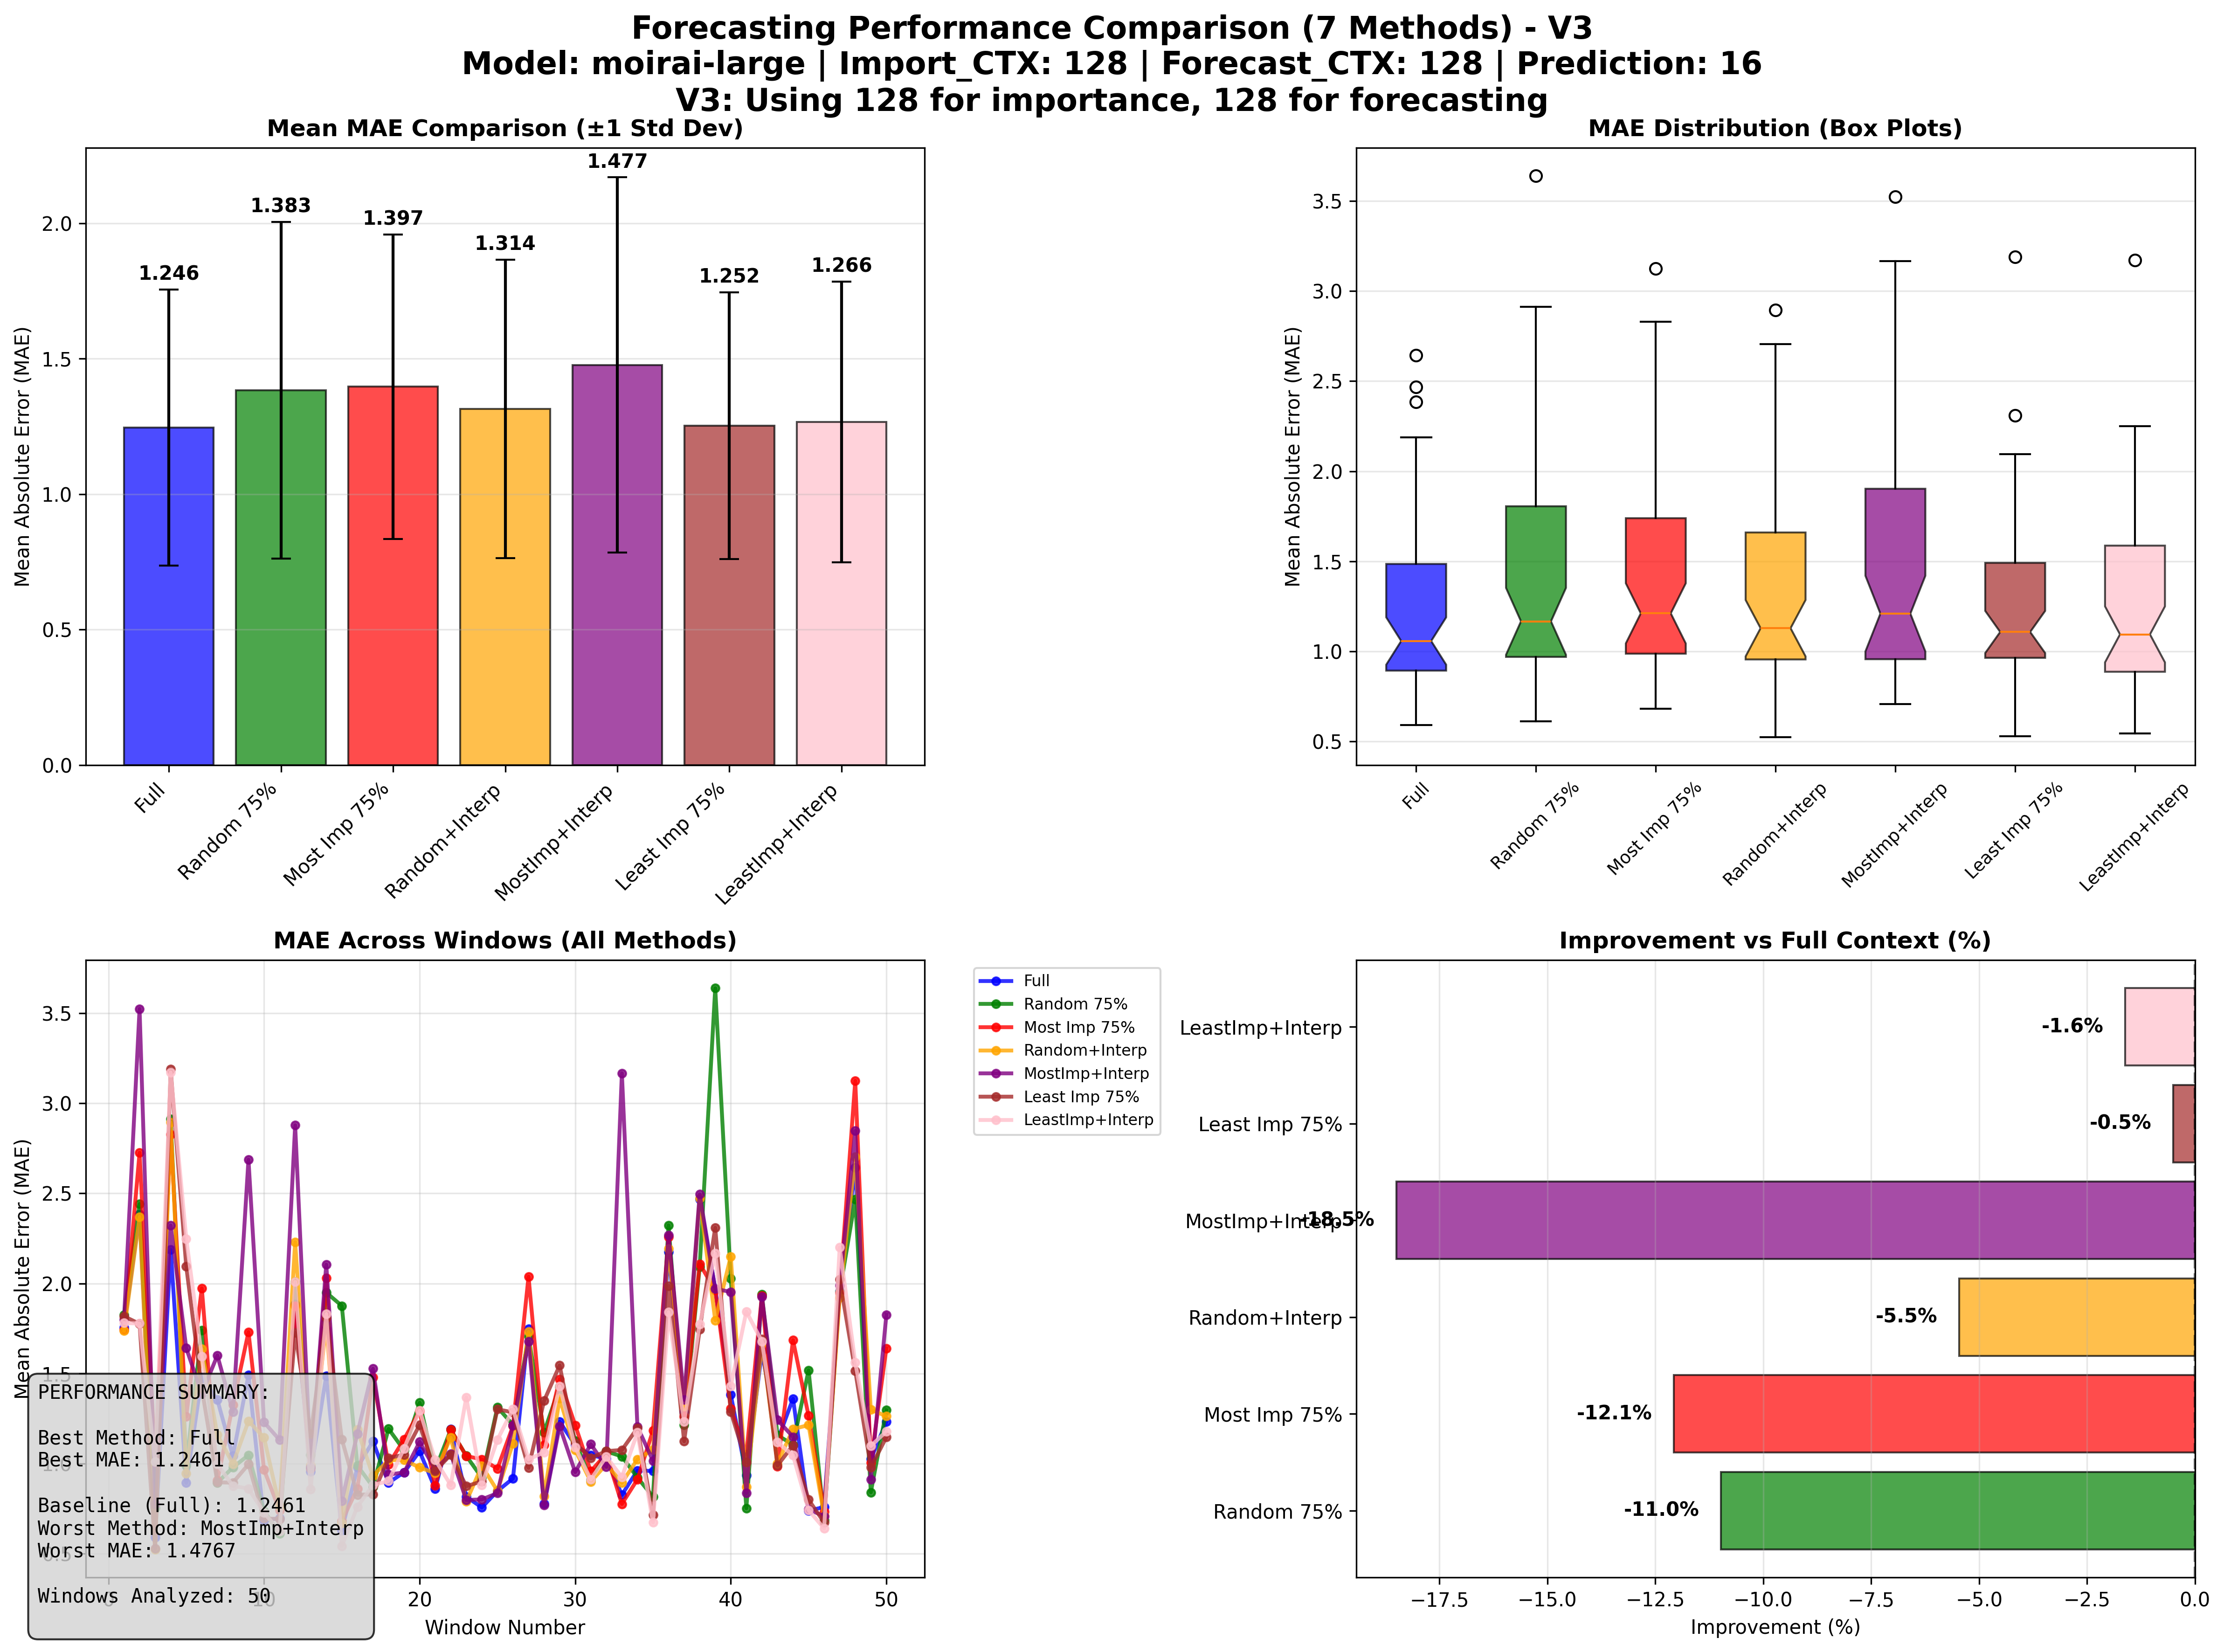 Forecasting Performance Comparison (7 Methods) - V3
Model: moirai-large | Import_CTX: 128 | Forecast_CTX: 128 | Prediction: 16
V3: Using 128 for importance, 128 for forecasting
Mean MAE Comparison (±1 Std Dev)
Mean Absolute Error (MAE)
2.0
1.5
1.0
0.5
0.0
1.246
1.383
1.397
1.314
1.477
1.252
1.266
Full
Random 75%
Most Imp 75%
Random+Interp
MostImp+Interp
Least Imp 75%
LeastImp+Interp
MAE Distribution (Box Plots)
Mean Absolute Error (MAE)
3.5
3.0
2.5
2.0
1.5
1.0
0.5
Full
Random 75%
Most Imp 75%
Random+Interp
MostImp+Interp
Least Imp 75%
LeastImp+Interp
MAE Across Windows (All Methods)
Mean Absolute Error (MAE)
3.5
3.0
2.5
2.0
1.5
1.0
0.5
0
10
20
30
40
50
Window Number
Full
Random 75%
Most Imp 75%
Random+Interp
MostImp+Interp
Least Imp 75%
LeastImp+Interp
PERFORMANCE SUMMARY:
Best Method: Full
Best MAE: 1.2461
Baseline (Full): 1.2461
Worst Method: MostImp+Interp
Worst MAE: 1.4767
Windows Analyzed: 50
Improvement vs Full Context (%)
LeastImp+Interp
-1.6%
Least Imp 75%
-0.5%
MostImp+Interp
-18.5%
Random+Interp
-5.5%
Most Imp 75%
-12.1%
Random 75%
-11.0%
−17.5
−15.0
−12.5
−10.0
−7.5
−5.0
−2.5
0.0
Improvement (%)